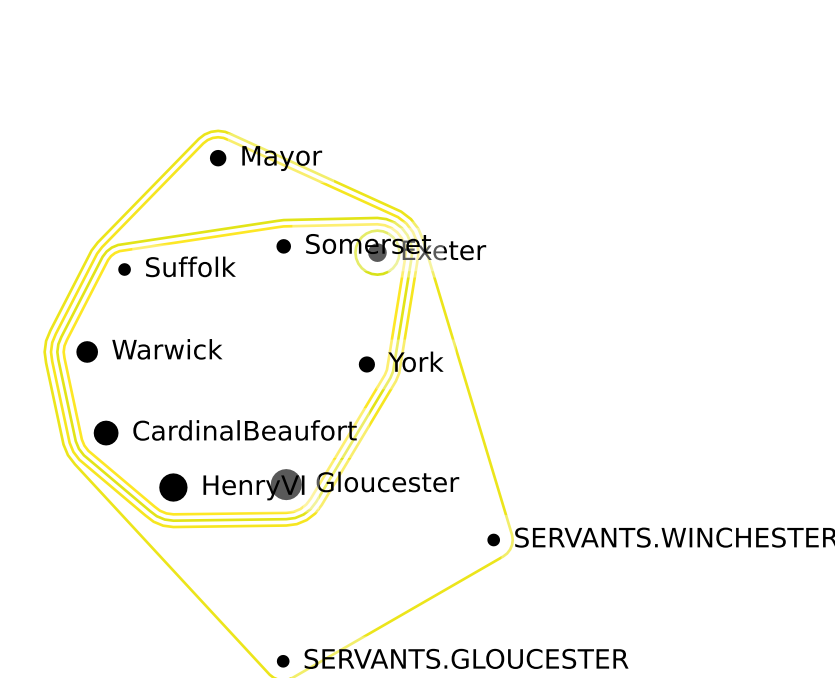 Mayor
Somerset
Exeter
Suffolk
Warwick
York
CardinalBeaufort
HenryVI
Gloucester
SERVANTS.WINCHESTER
SERVANTS.GLOUCESTER